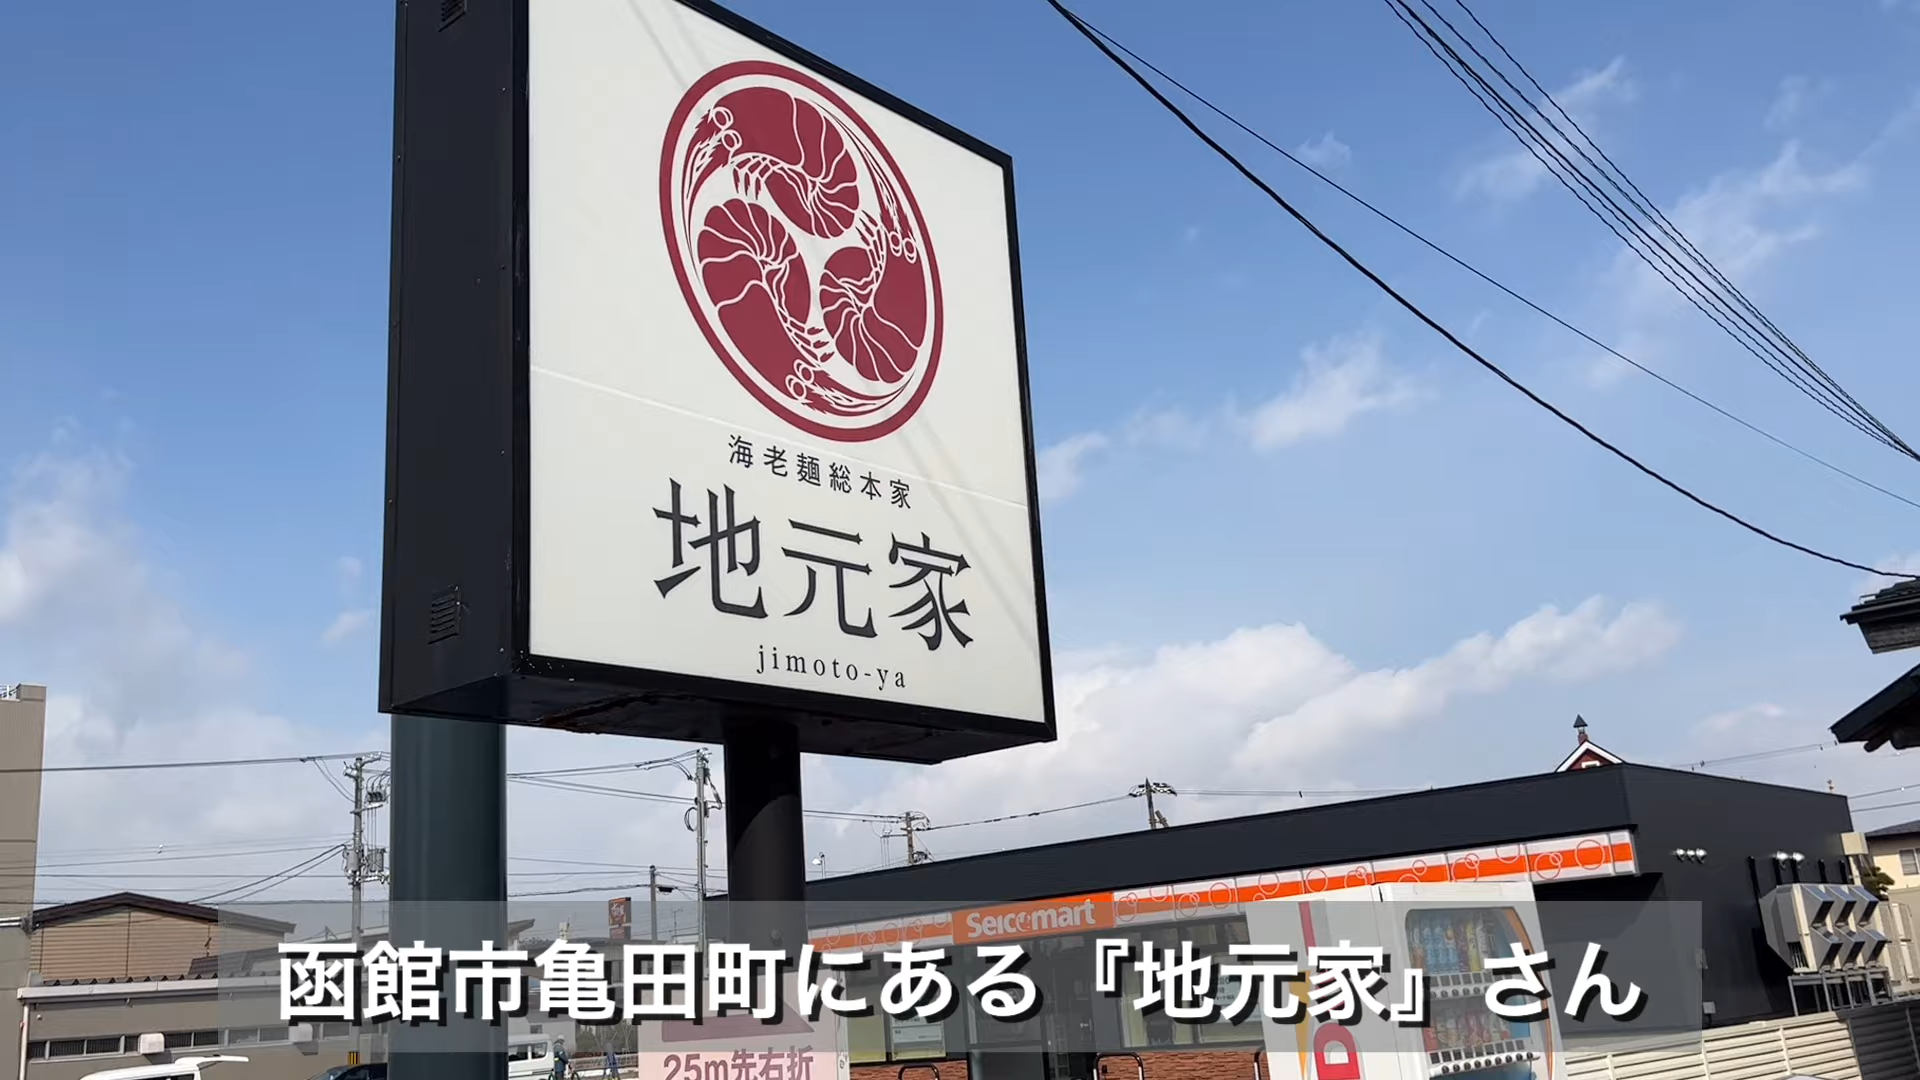 海老麺総本家
地元家
jimoto-ya
Seicomart
函館市亀田町にある『地元家』さん
25m先右折